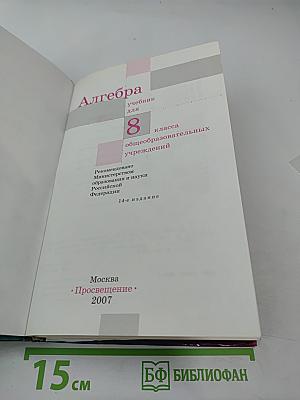 Алгебра
учебник
для
8 класса
общеобразовательных
учреждений
Рекомендовано
Министерством
образования и науки
Российской
Федерации
14-е издание
Москва
• Просвещение •
2007
15 см
БФ БИБЛИОФАН